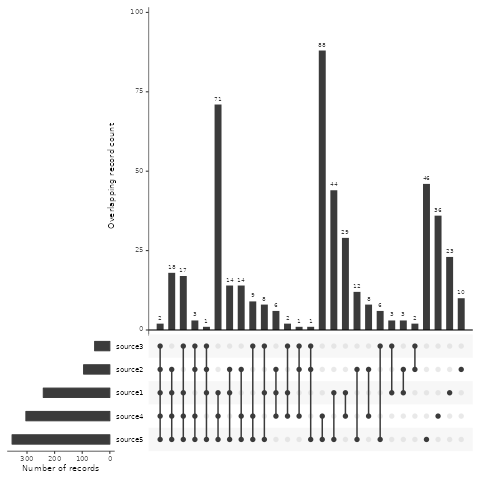 100
75
50
25
0
Overlapping record count
2 18 17 3 1 71 14 14 9 8 6 2 1 1 88 44 29 12 8 6 3 3 2 46 36 23 10
source3
source2
source1
source4
source5
300 200 100 0
Number of records